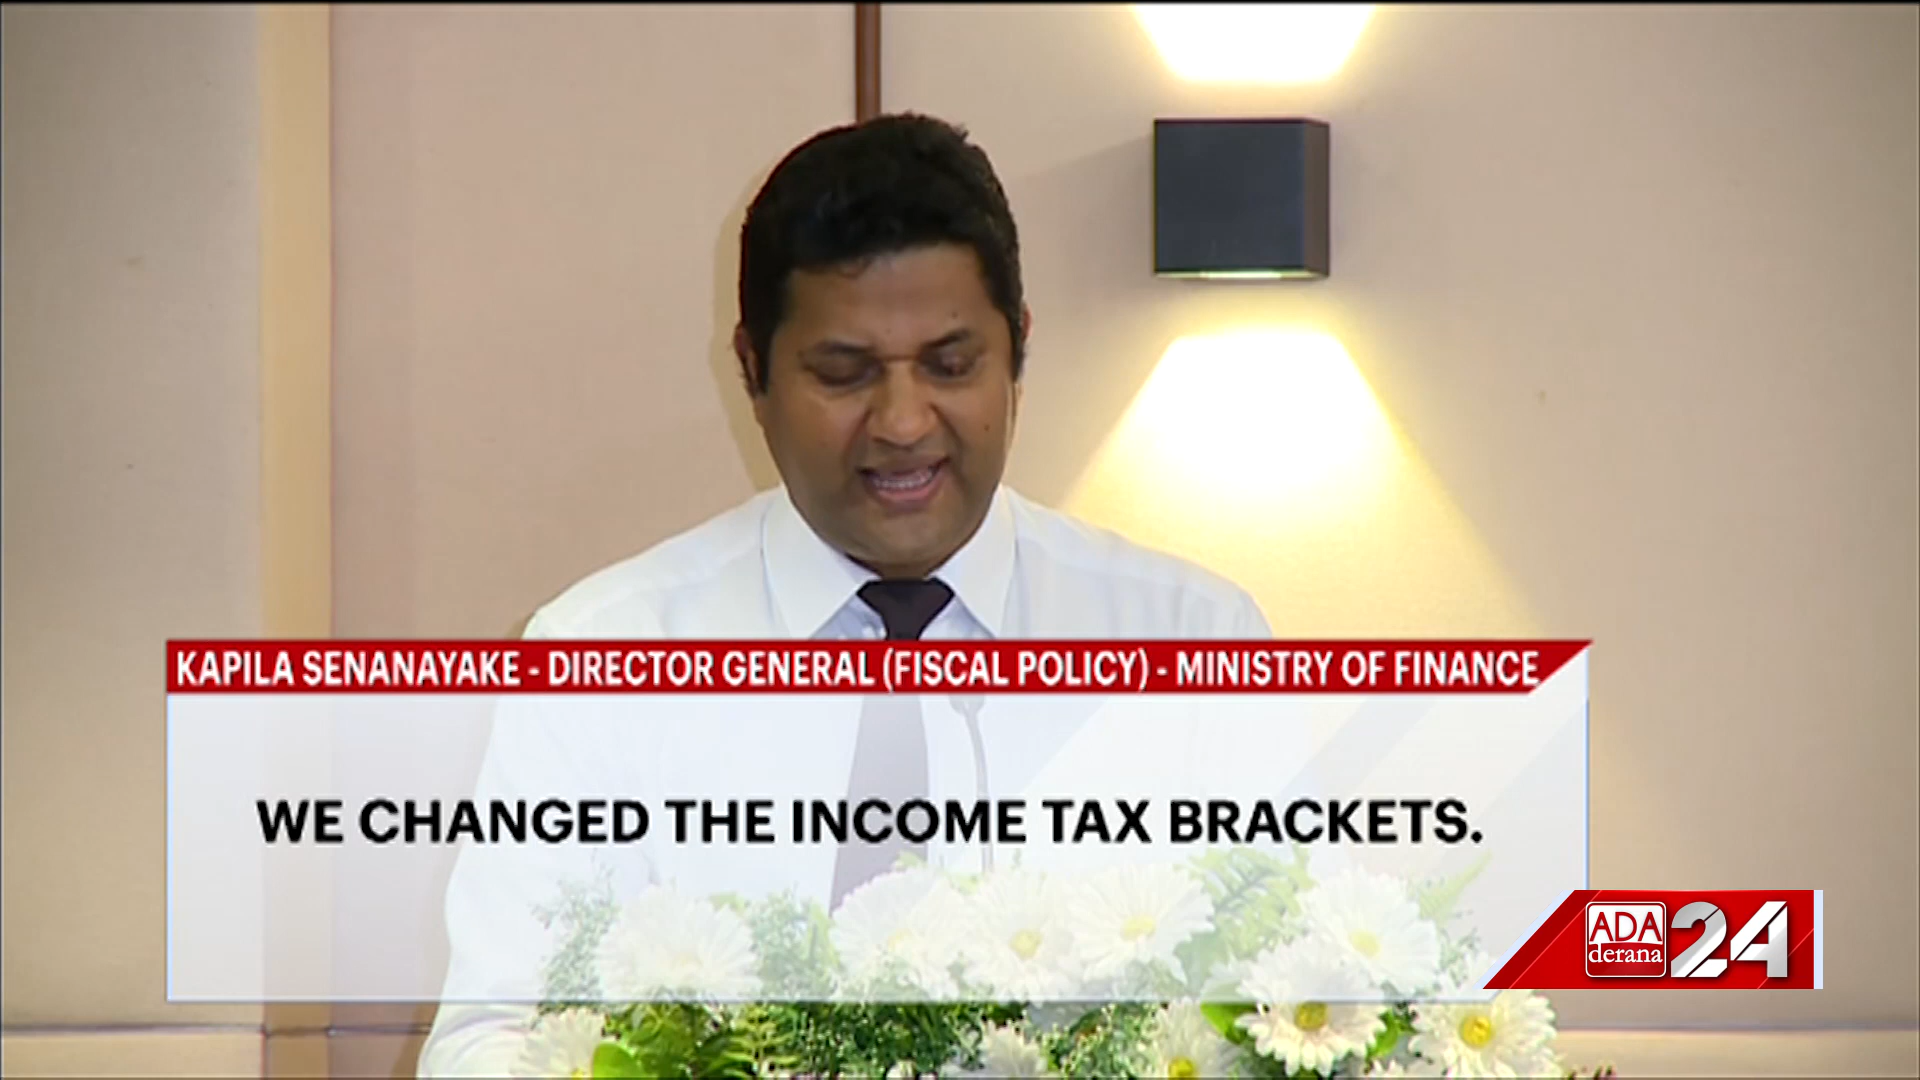 KAPILA SENANAYAKE - DIRECTOR GENERAL (FISCAL POLICY) - MINISTRY OF FINANCE
WE CHANGED THE INCOME TAX BRACKETS.
ADA
derana
24